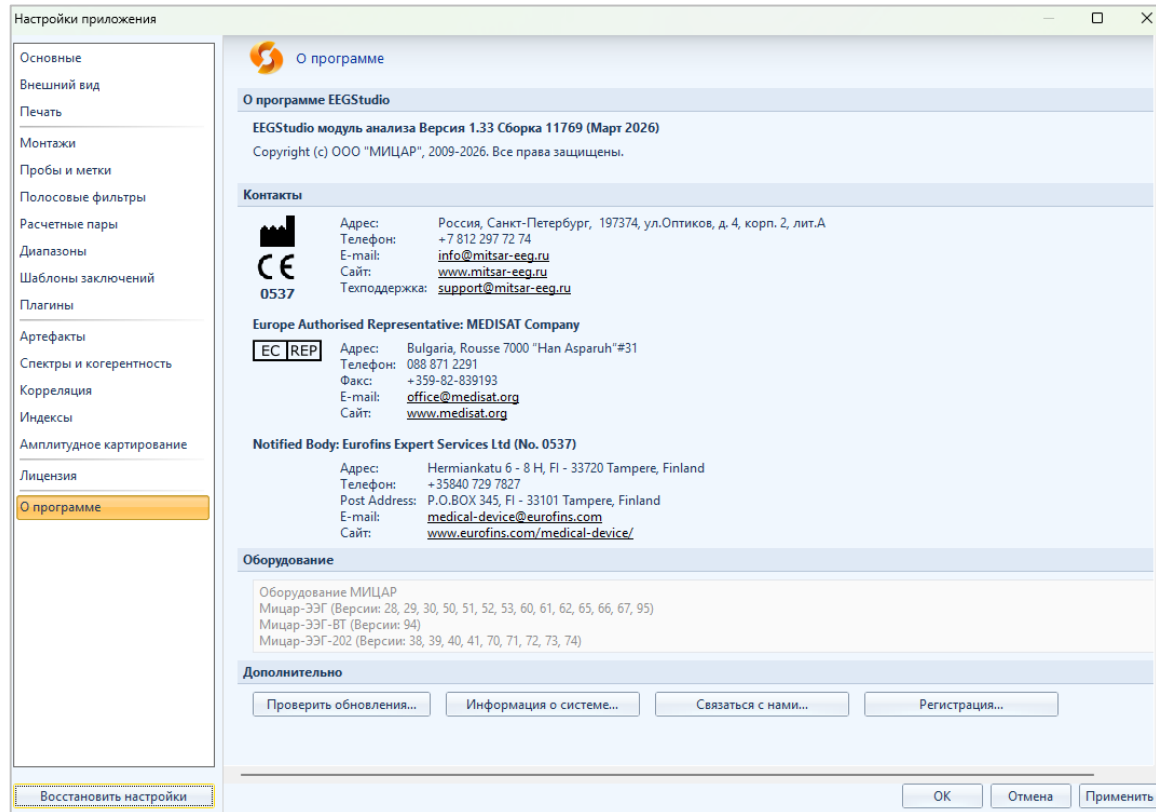 Настройки приложения
Основные
Внешний вид
Печать
Монтажи
Пробы и метки
Полосовые фильтры
Расчетные пары
Диапазоны
Шаблоны заключений
Плагины
Артефакты
Спектры и когерентность
Корреляция
Индексы
Амплитудное картирование
Лицензия
О программе
Восстановить настройки
О программе
О программе EEGStudio
EEGStudio модуль анализа Версия 1.33 Сборка 11769 (Март 2026)
Copyright (c) ООО "МИЦАР", 2009-2026. Все права защищены.
Контакты
CE
0537
Адрес: Россия, Санкт-Петербург, 197374, ул.Оптиков, д. 4, корп. 2, лит.А
Телефон: +7 812 297 72 74
E-mail: info@mitsar-eeg.ru
Сайт: www.mitsar-eeg.ru
Техподдержка: support@mitsar-eeg.ru
Europe Authorised Representative: MEDISAT Company
EC REP
Адрес: Bulgaria, Rousse 7000 "Han Asparuh"#31
Телефон: 088 871 2291
Факс: +359-82-839193
E-mail: office@medisat.org
Сайт: www.medisat.org
Notified Body: Eurofins Expert Services Ltd (No. 0537)
Адрес: Hermiankatu 6 - 8 H, FI - 33720 Tampere, Finland
Телефон: +35840 729 7827
Post Address: P.O.BOX 345, FI - 33101 Tampere, Finland
E-mail: medical-device@eurofins.com
Сайт: www.eurofins.com/medical-device/
Оборудование
Оборудование МИЦАР
Мицар-ЭЭГ (Версии: 28, 29, 30, 50, 51, 52, 53, 60, 61, 62, 65, 66, 67, 95)
Мицар-ЭЭГ-BT (Версии: 94)
Мицар-ЭЭГ-202 (Версии: 38, 39, 40, 41, 70, 71, 72, 73, 74)
Дополнительно
Проверить обновления... Информация о системе... Связаться с нами... Регистрация...
ОК Отмена Применить